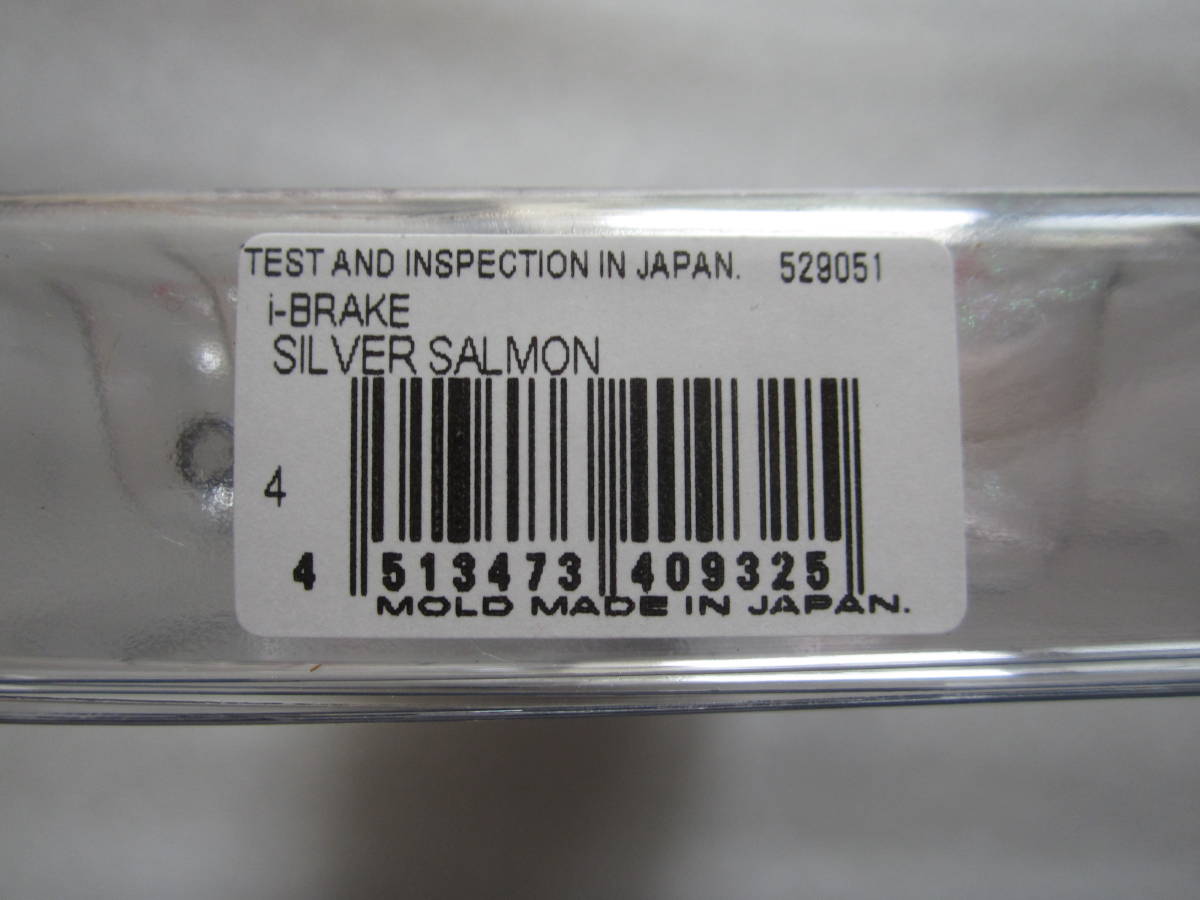 TEST AND INSPECTION IN JAPAN. 529051
i-BRAKE
SILVER SALMON
4
4 513473 409325
MOLD MADE IN JAPAN.